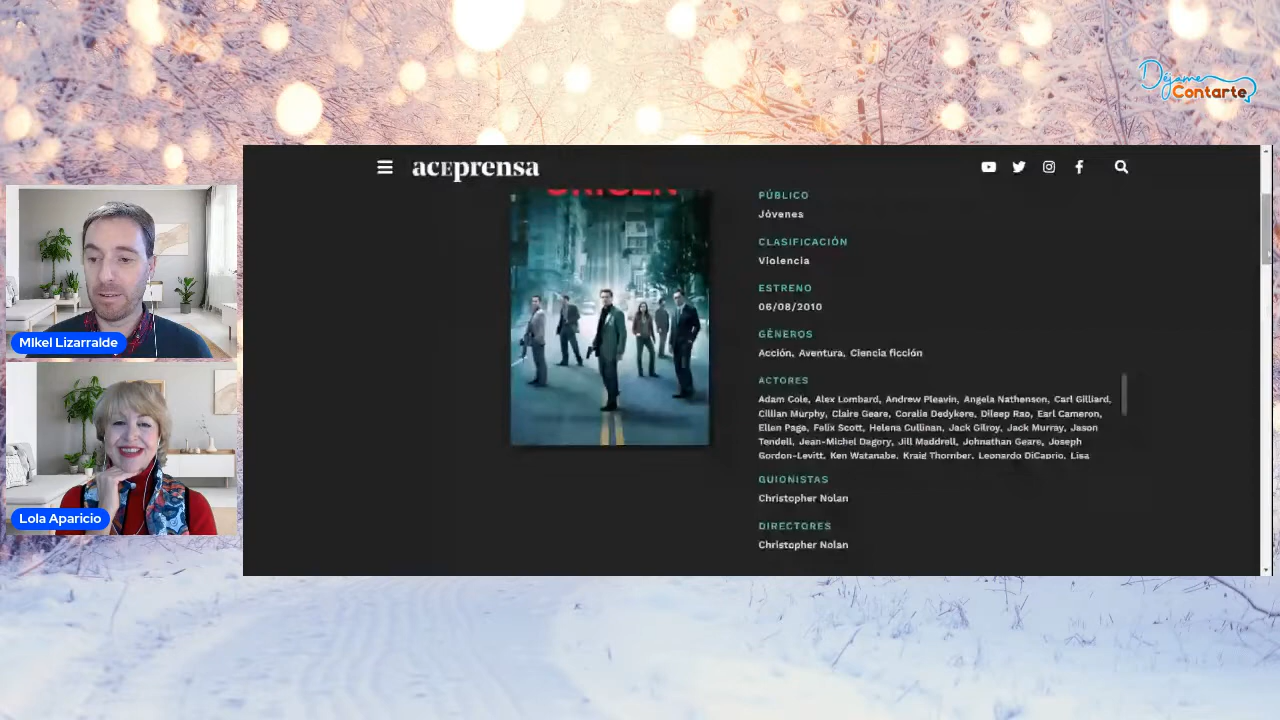 Déjame
Contarte
aceprensa
ORIGEN
PÚBLICO
Jóvenes
CLASIFICACIÓN
Violencia
ESTRENO
06/08/2010
GÉNEROS
Acción, Aventura, Ciencia ficción
ACTORES
Adam Cole, Alex Lombard, Andrew Pleavin, Angela Nathenson, Carl Gilliard,
Cillian Murphy, Claire Geare, Coralie Dedykere, Dileep Rao, Earl Cameron,
Ellen Page, Felix Scott, Helena Cullinan, Jack Gilroy, Jack Murray, Jason
Tendell, Jean-Michel Dagory, Jill Maddrell, Johnathan Geare, Joseph
Gordon-Levitt, Ken Watanabe, Kraig Thornber, Leonardo DiCaprio, Lisa
GUIONISTAS
Christopher Nolan
DIRECTORES
Christopher Nolan
MIkel Lizarralde
Lola Aparicio